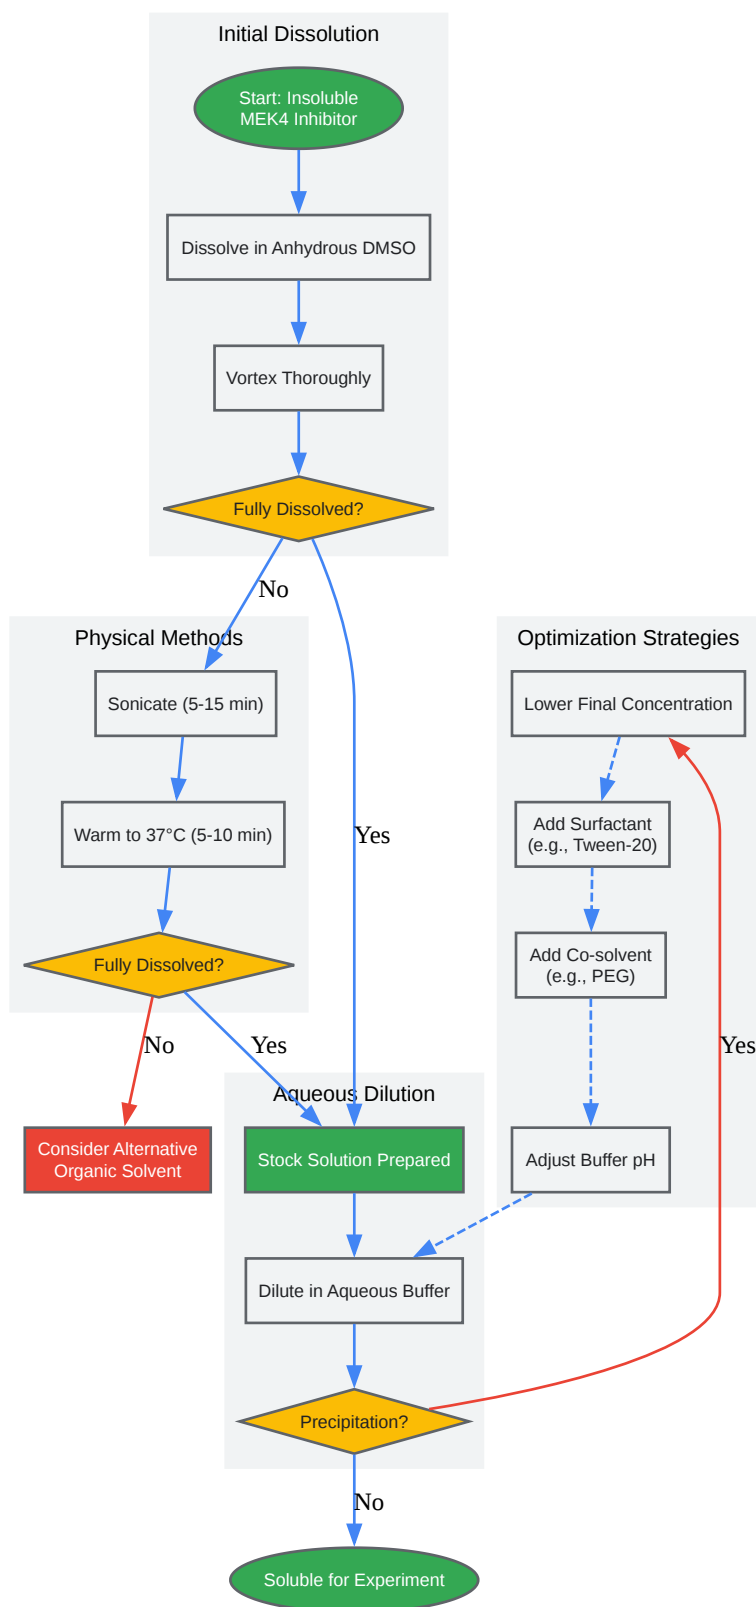 Initial Dissolution
Start: Insoluble
MEK4 Inhibitor
Dissolve in Anhydrous DMSO
Vortex Thoroughly
Fully Dissolved?
No
Yes
Physical Methods
Sonicate (5-15 min)
Warm to 37°C (5-10 min)
Fully Dissolved?
No
Yes
Consider Alternative
Organic Solvent
Optimization Strategies
Lower Final Concentration
Add Surfactant
(e.g., Tween-20)
Add Co-solvent
(e.g., PEG)
Adjust Buffer pH
Yes
Aqueous Dilution
Stock Solution Prepared
Dilute in Aqueous Buffer
Precipitation?
No
Soluble for Experiment